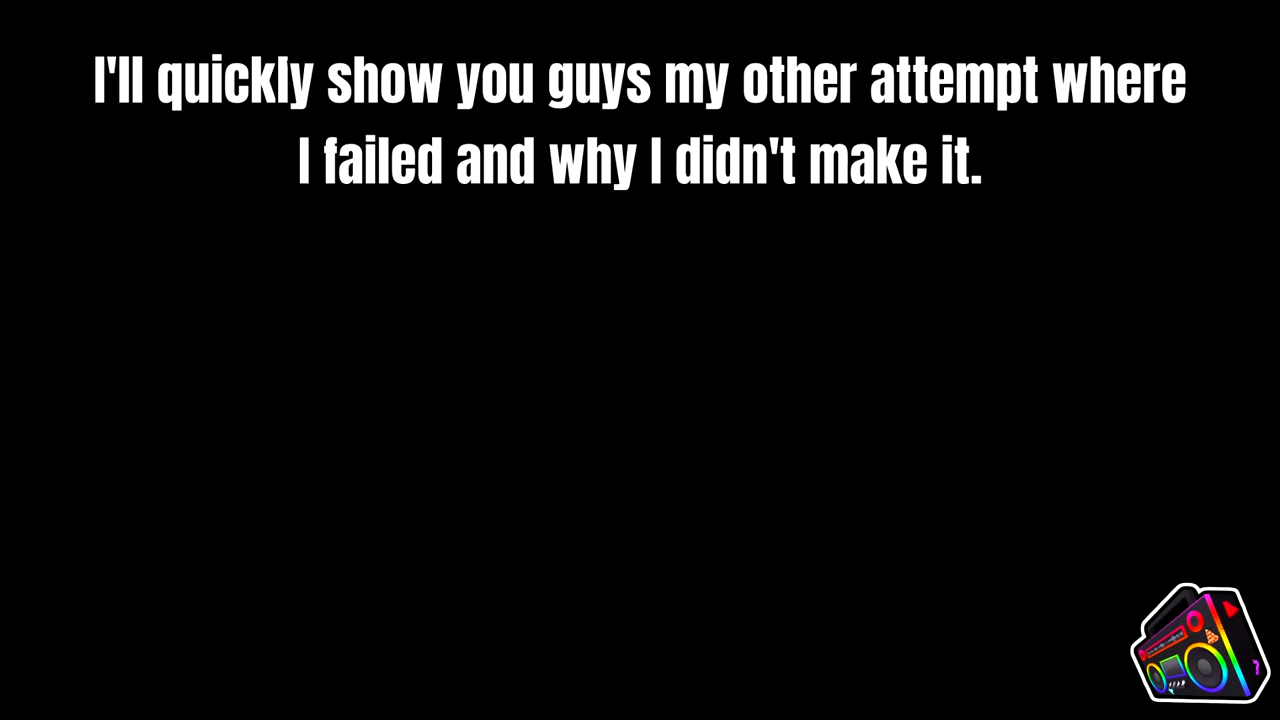 I'll quickly show you guys my other attempt where
I failed and why I didn't make it.